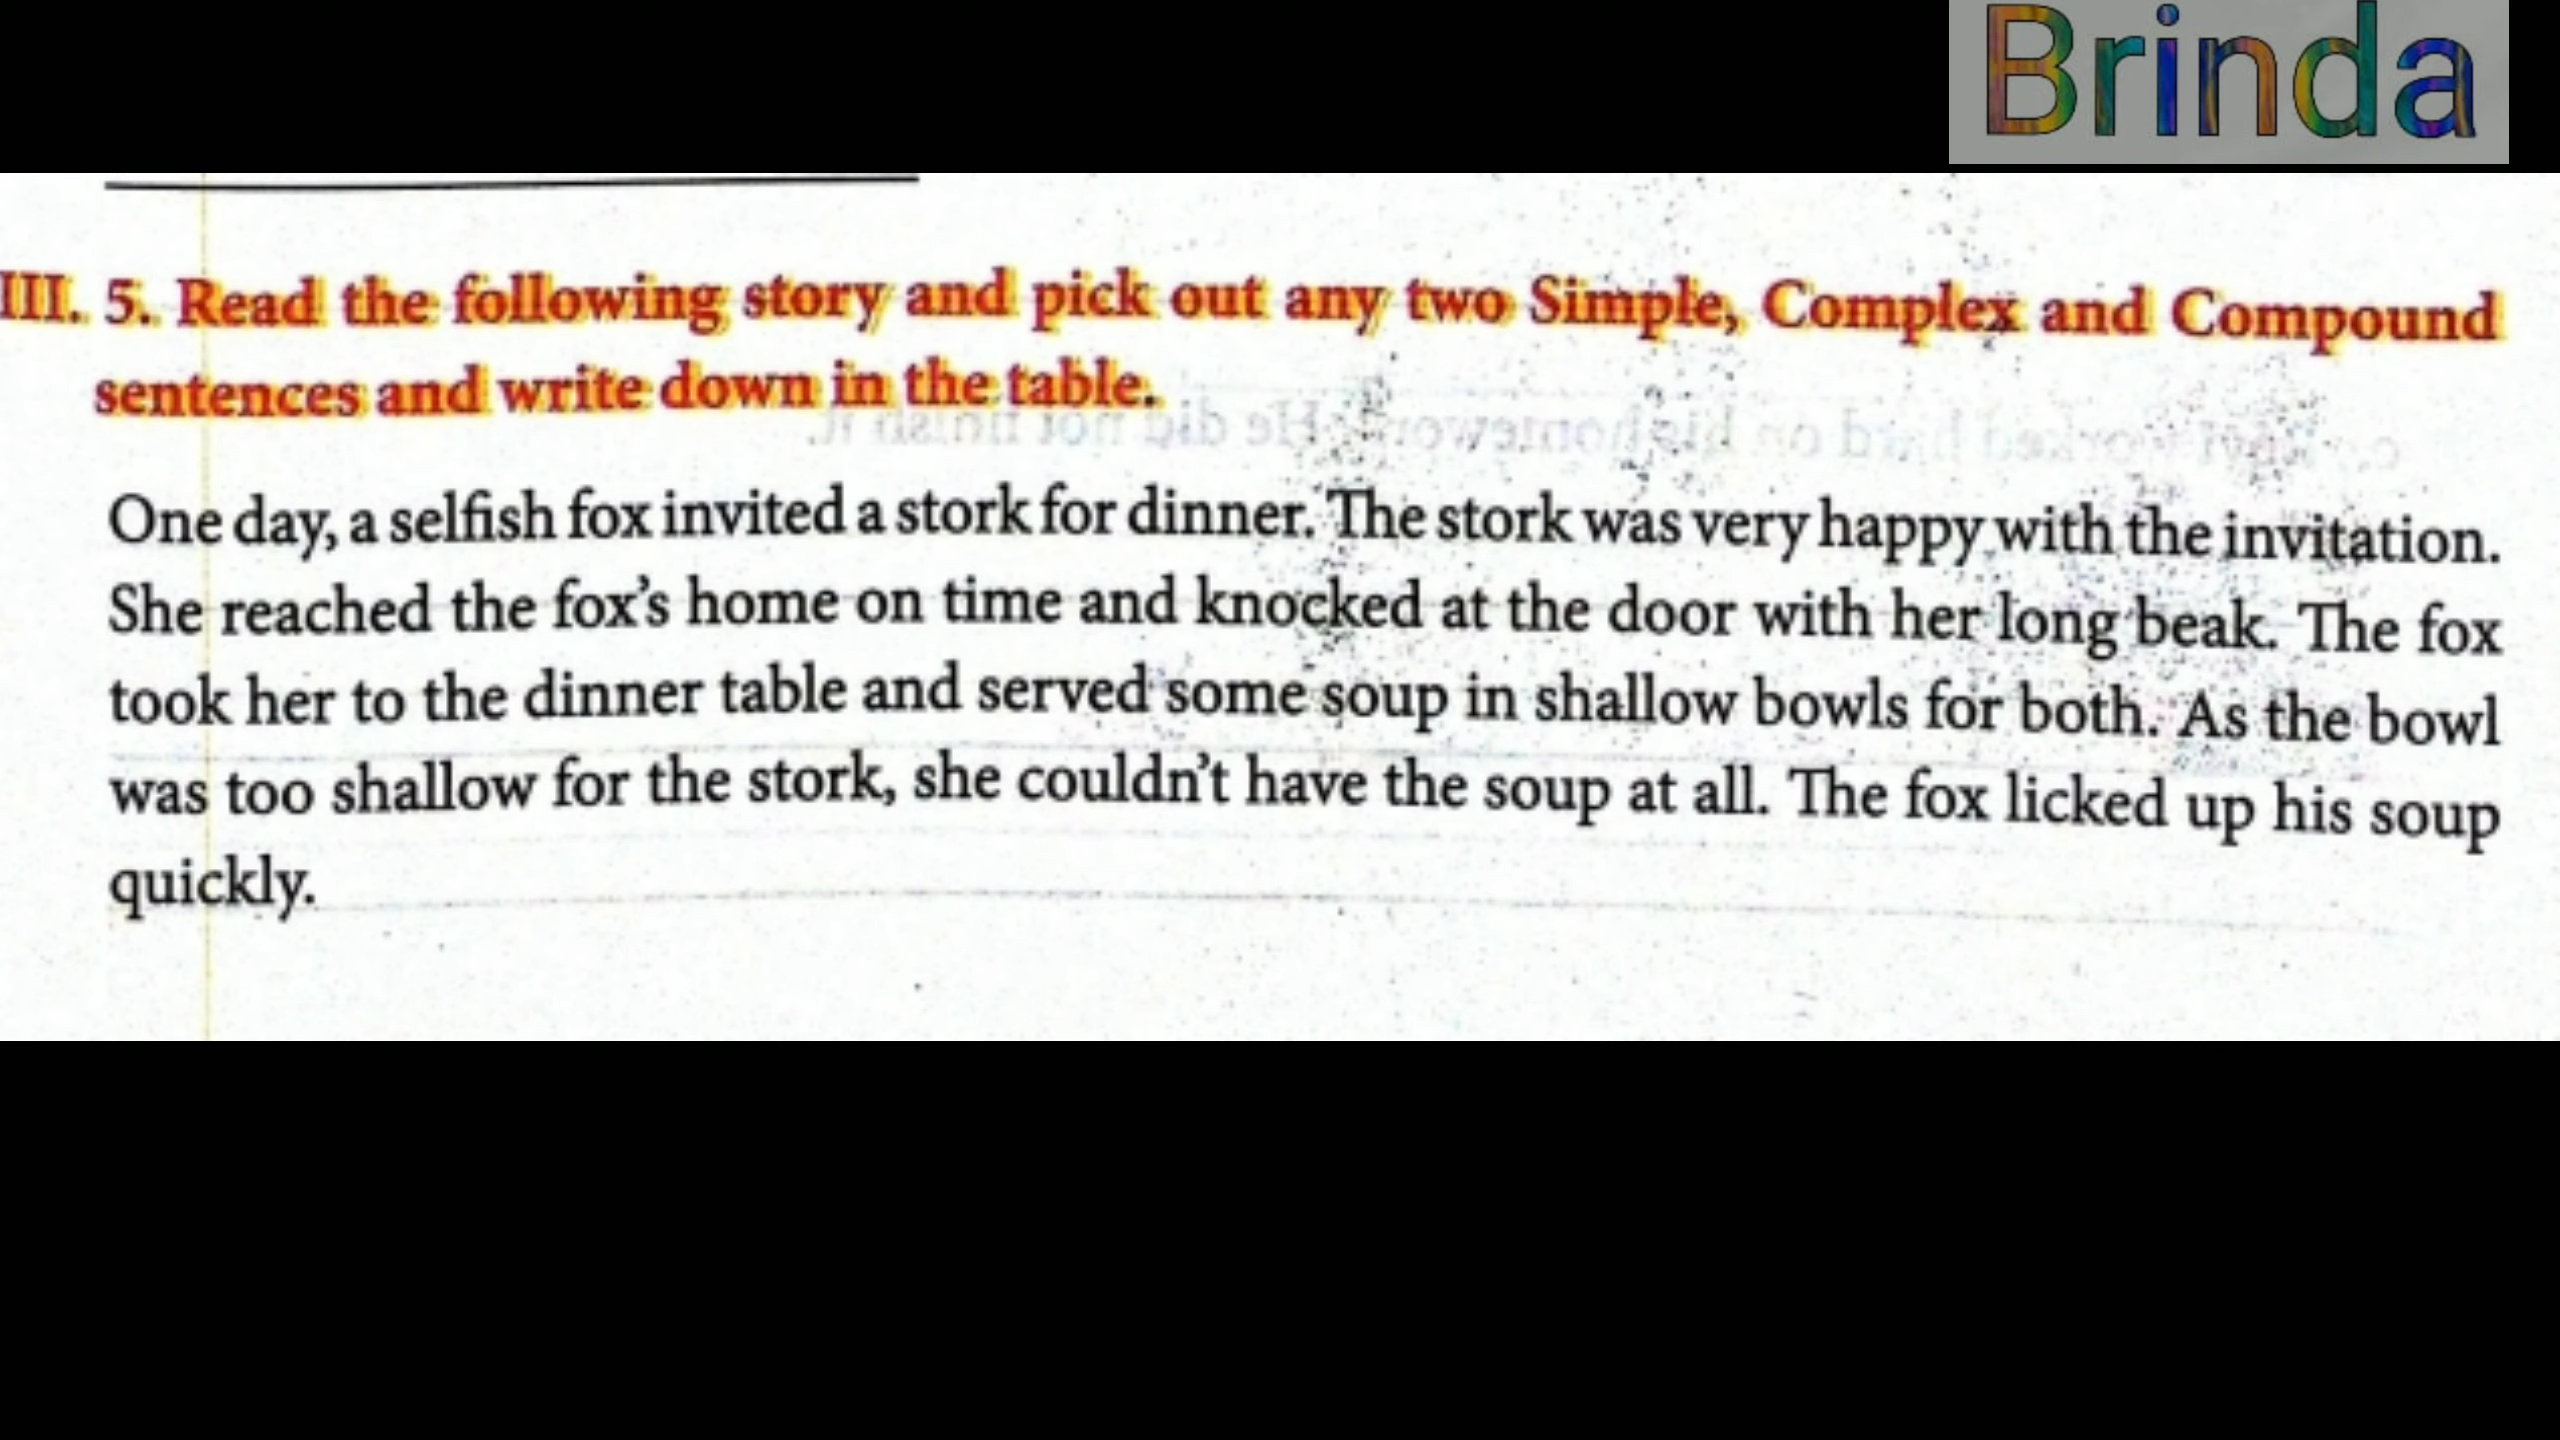 Brinda
III. 5. Read the following story and pick out any two Simple, Complex and Compound
sentences and write down in the table.
One day, a selfish fox invited a stork for dinner. The stork was very happy with the invitation.
She reached the fox's home on time and knocked at the door with her long beak. The fox
took her to the dinner table and served some soup in shallow bowls for both. As the bowl
was too shallow for the stork, she couldn't have the soup at all. The fox licked up his soup
quickly.